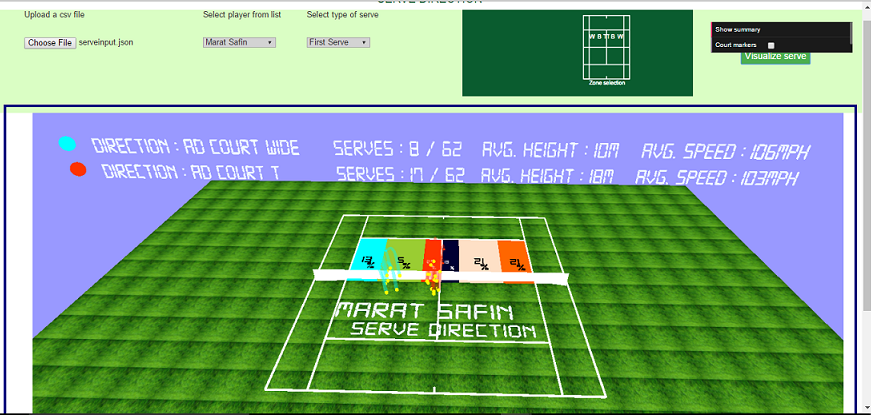 SERVE DIRECTION
Upload a csv file
Select player from list
Select type of serve
Choose File serveinput.json
Marat Safin
First Serve
W B T T B W
Zone selection
Show summary
Court markers
Visualize serve
DIRECTION : AD COURT WIDE SERVES : 8 / 62 AVG. HEIGHT : 10M AVG. SPEED : 106MPH
DIRECTION : AD COURT T SERVES : 17 / 62 AVG. HEIGHT : 18M AVG. SPEED : 103MPH
13% 5% 21% 21%
MARAT SAFIN
SERVE DIRECTION